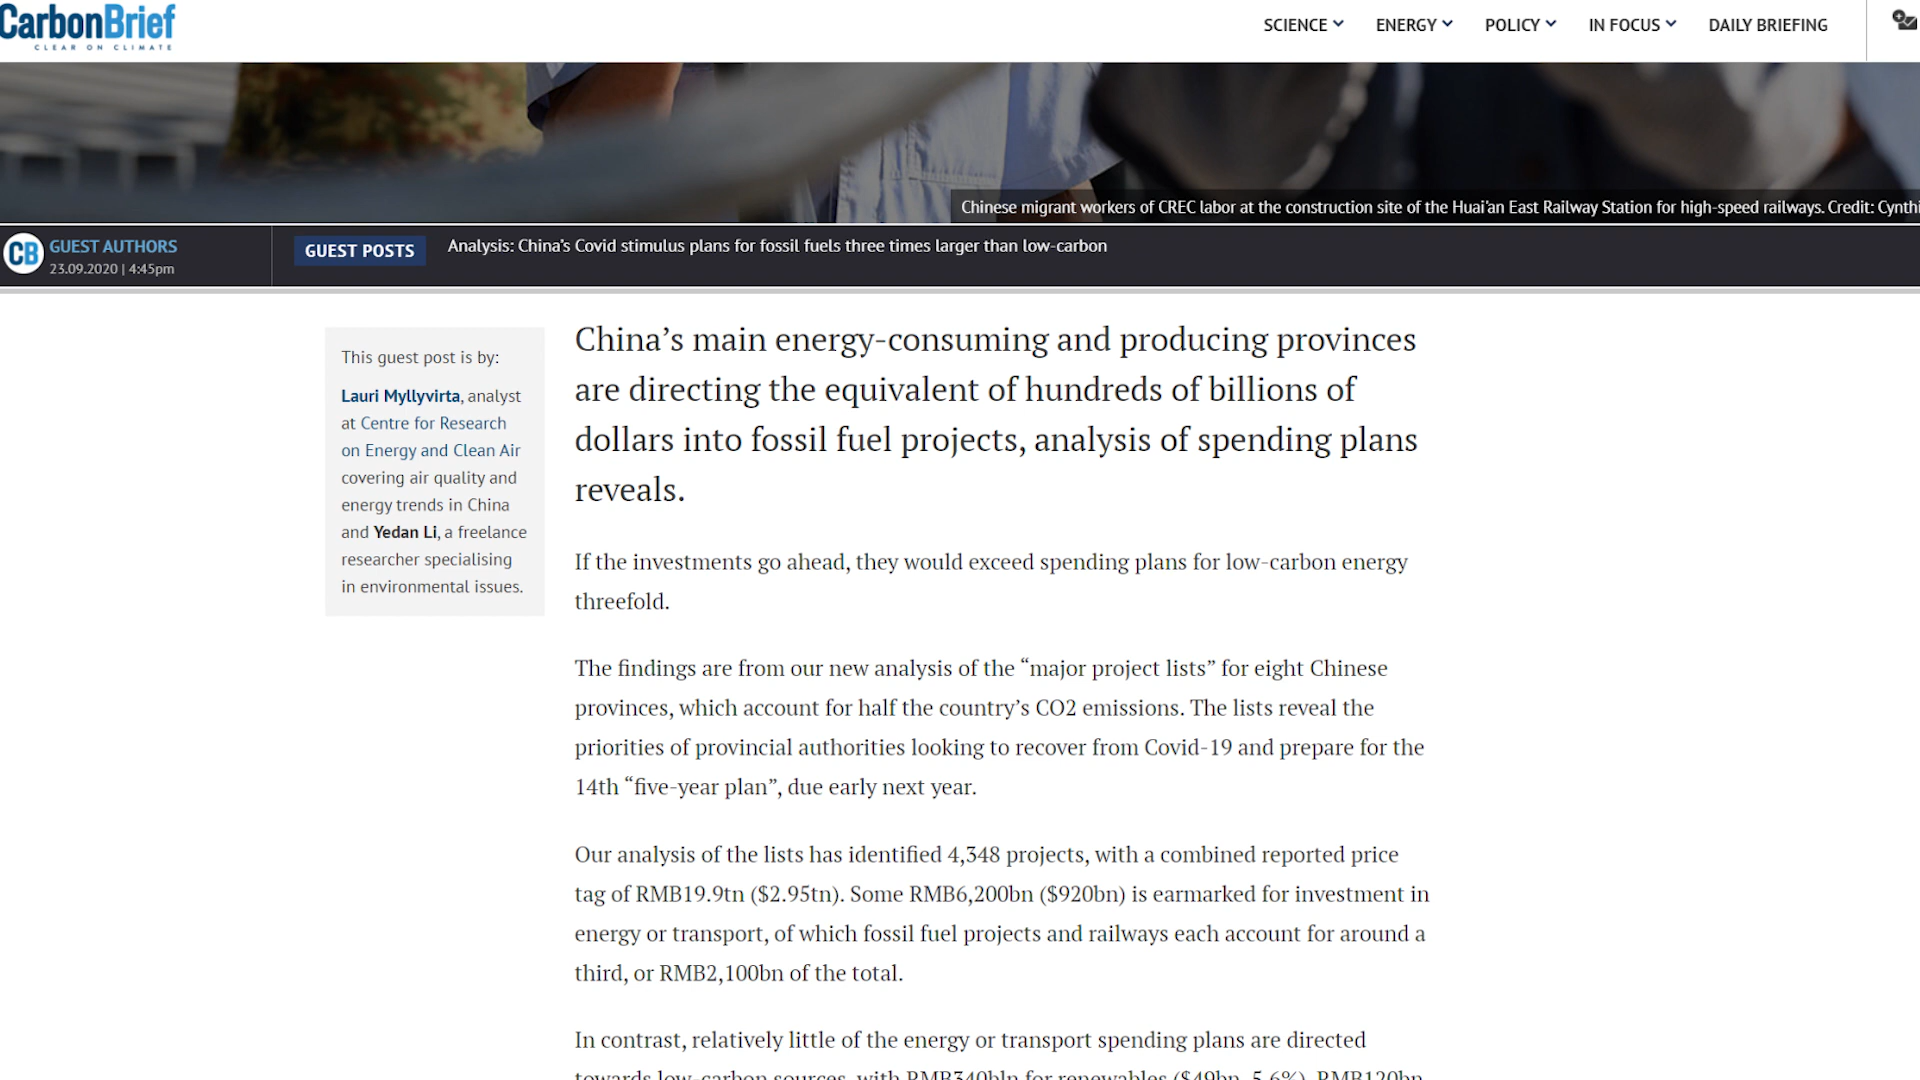 CarbonBrief
CLEAR ON CLIMATE
SCIENCE
ENERGY
POLICY
IN FOCUS
DAILY BRIEFING
Chinese migrant workers of CREC labor at the construction site of the Huai'an East Railway Station for high-speed railways. Credit: Cynthi
CB
GUEST AUTHORS
23.09.2020 | 4:45pm
GUEST POSTS
Analysis: China's Covid stimulus plans for fossil fuels three times larger than low-carbon
This guest post is by:
Lauri Myllyvirta, analyst
at Centre for Research
on Energy and Clean Air
covering air quality and
energy trends in China
and Yedan Li, a freelance
researcher specialising
in environmental issues.
China’s main energy-consuming and producing provinces
are directing the equivalent of hundreds of billions of
dollars into fossil fuel projects, analysis of spending plans
reveals.
If the investments go ahead, they would exceed spending plans for low-carbon energy
threefold.
The findings are from our new analysis of the “major project lists” for eight Chinese
provinces, which account for half the country’s CO2 emissions. The lists reveal the
priorities of provincial authorities looking to recover from Covid-19 and prepare for the
14th “five-year plan”, due early next year.
Our analysis of the lists has identified 4,348 projects, with a combined reported price
tag of RMB19.9tn ($2.95tn). Some RMB6,200bn ($920bn) is earmarked for investment in
energy or transport, of which fossil fuel projects and railways each account for around a
third, or RMB2,100bn of the total.
In contrast, relatively little of the energy or transport spending plans are directed
towards low-carbon sources, with RMB340bln for renewables ($49bn, 5.6%), RMB120bn